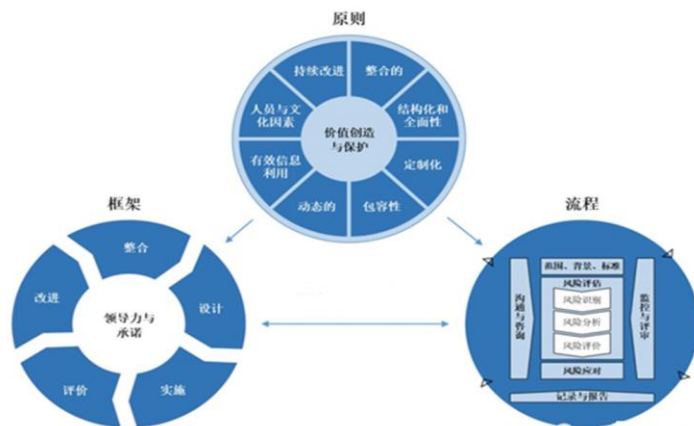 原则
持续改进
整合的
人员与文
化因素
结构化和
全面性
价值创造
与保护
有效信息
利用
定制化
动态的
包容性
框架
整合
改进
设计
领导力与
承诺
评价
实施
流程
范围、背景、标准
风险评估
风险识别
风险分析
风险评价
沟通与咨询
监控与评审
风险应对
记录与报告